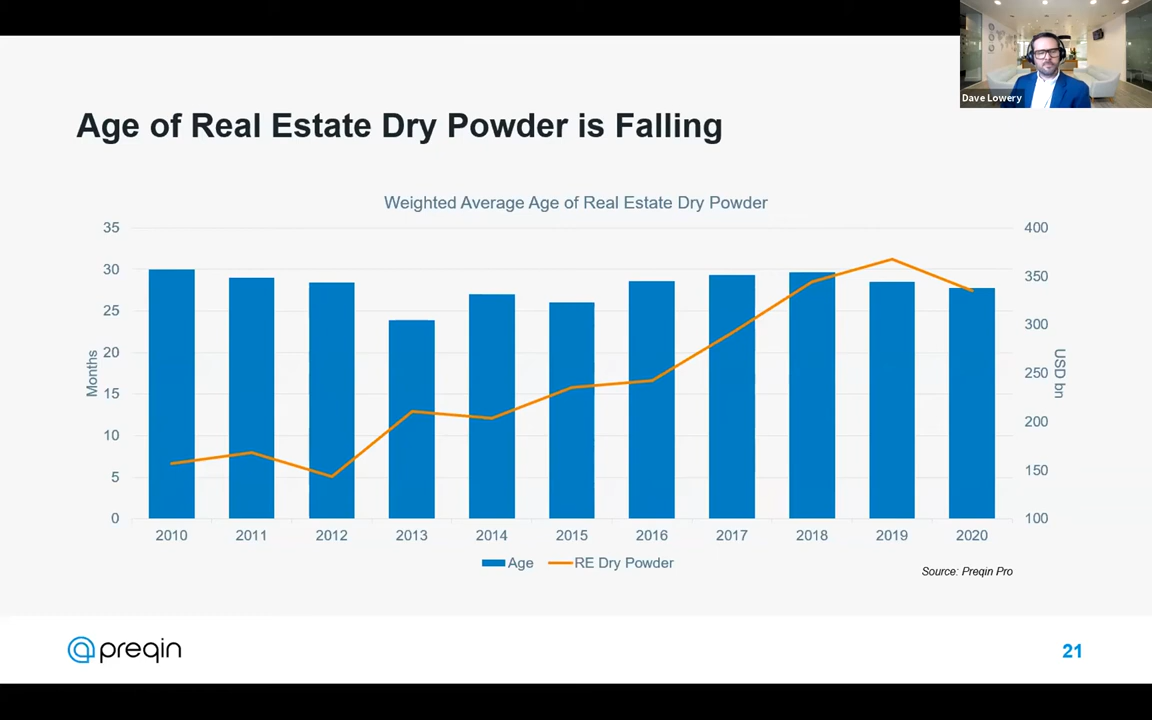 Dave Lowery
Age of Real Estate Dry Powder is Falling
Weighted Average Age of Real Estate Dry Powder
35
30
25
20
15
10
5
0
Months
400
350
300
250
200
150
100
USD bn
2010 2011 2012 2013 2014 2015 2016 2017 2018 2019 2020
Age RE Dry Powder
Source: Preqin Pro
preqin
21